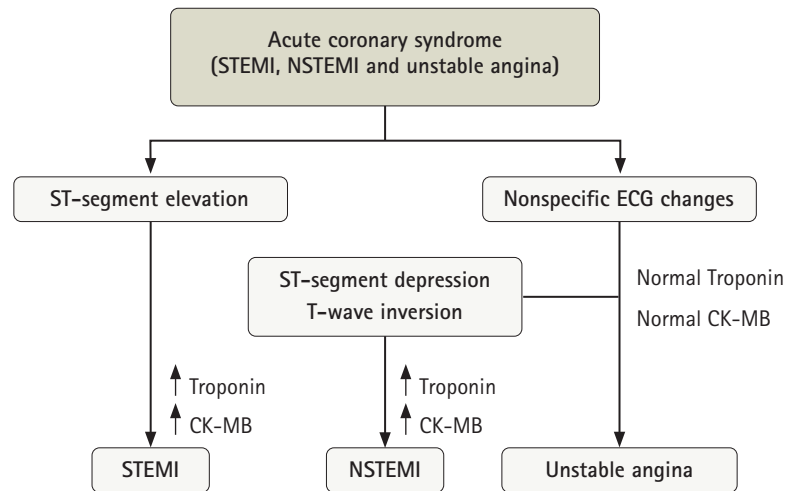 Acute coronary syndrome
(STEMI, NSTEMI and unstable angina)
ST-segment elevation
Nonspecific ECG changes
ST-segment depression
T-wave inversion
Normal Troponin
Normal CK-MB
Troponin
CK-MB
Troponin
CK-MB
STEMI
NSTEMI
Unstable angina